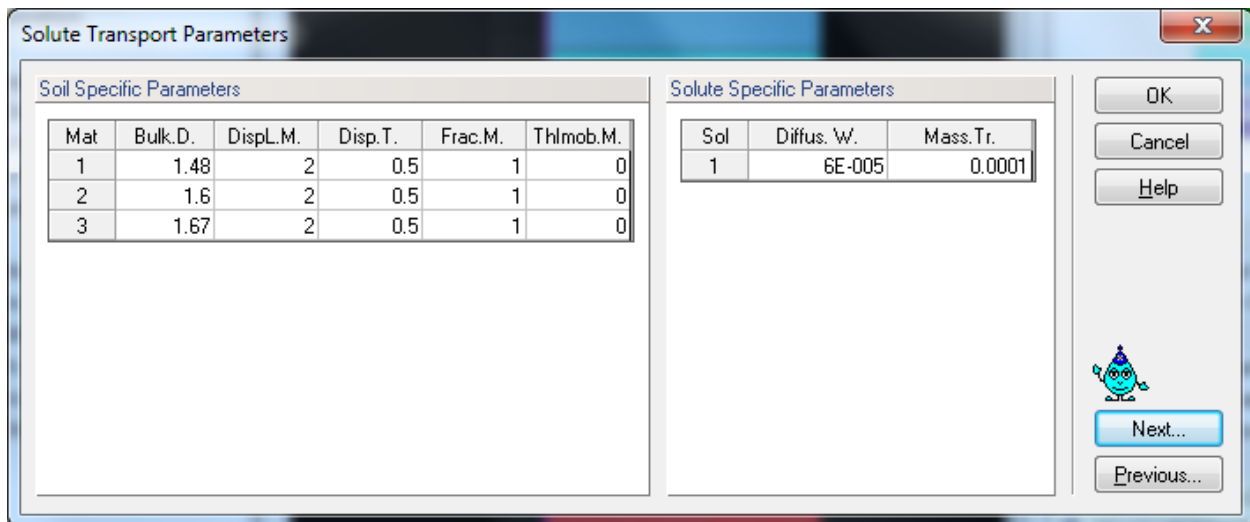 Solute Transport Parameters
X
Soil Specific Parameters
Mat Bulk.D. DispL.M. Disp.T. Frac.M. ThImob.M.
1 1.48 2 0.5 1 0
2 1.6 2 0.5 1 0
3 1.67 2 0.5 1 0
Solute Specific Parameters
Sol Diffus. W. Mass.Tr.
1 6E-005 0.0001
OK
Cancel
Help
Next...
Previous...